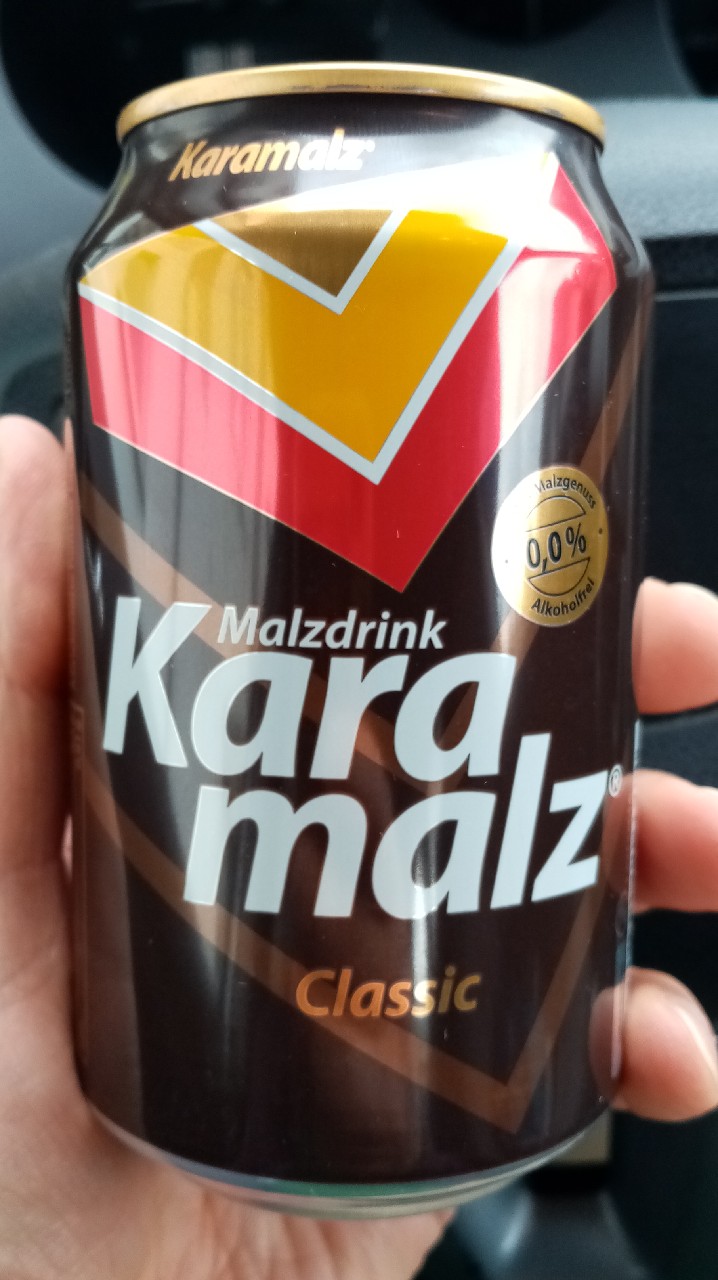 Karamalz®
Malzgenuss
0,0%
Alkoholfrei
Malzdrink
Kara
malz®
Classic